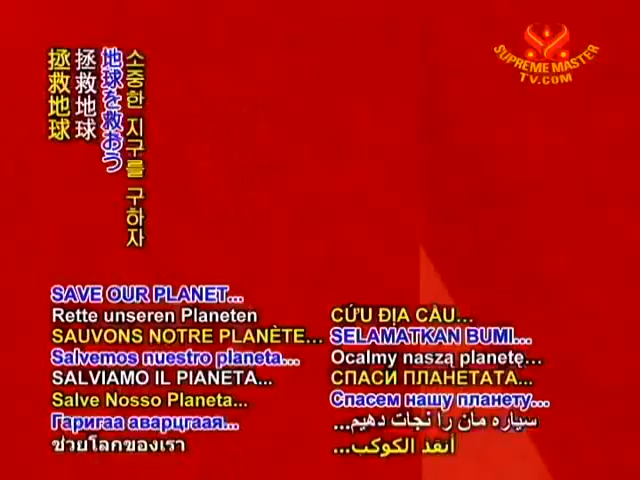 SUPREME MASTER
TV.COM
소중한 지구를 구하자
地球を救おう
拯救地球
拯救地球
SAVE OUR PLANET...
Rette unseren Planeten
SAUVONS NOTRE PLANÈTE...
Salvemos nuestro planeta...
SALVIAMO IL PIANETA...
Salve Nosso Planeta...
Гаригаа аварцгаая...
ช่วยโลกของเรา
CỨU ĐỊA CẦU...
SELAMATKAN BUMI...
Ocalmy naszą planetę...
СПАСИ ПЛАНЕТАТА...
Спасем нашу планету...
سیاره مان را نجات دهیم...
أنقذ الكوكب...